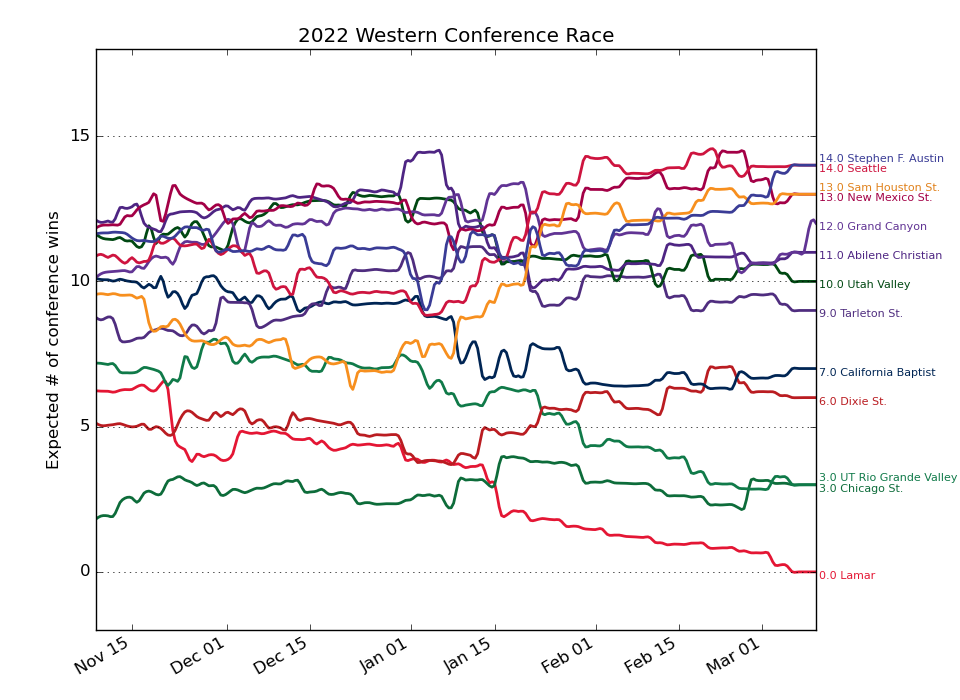 2022 Western Conference Race
Expected # of conference wins
15
10
5
0
14.0 Stephen F. Austin
14.0 Seattle
13.0 Sam Houston St.
13.0 New Mexico St.
12.0 Grand Canyon
11.0 Abilene Christian
10.0 Utah Valley
9.0 Tarleton St.
7.0 California Baptist
6.0 Dixie St.
3.0 UT Rio Grande Valley
3.0 Chicago St.
0.0 Lamar
Nov 15
Dec 01
Dec 15
Jan 01
Jan 15
Feb 01
Feb 15
Mar 01